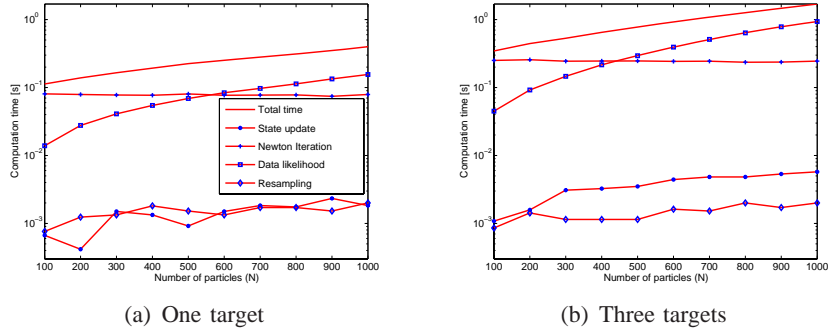 10^0
10^-1
10^-2
10^-3
Computation time [s]
Total time
State update
Newton Iteration
Data likelihood
Resampling
100 200 300 400 500 600 700 800 900 1000
Number of particles (N)
(a) One target
10^0
10^-1
10^-2
10^-3
Computation time [s]
100 200 300 400 500 600 700 800 900 1000
Number of particles (N)
(b) Three targets